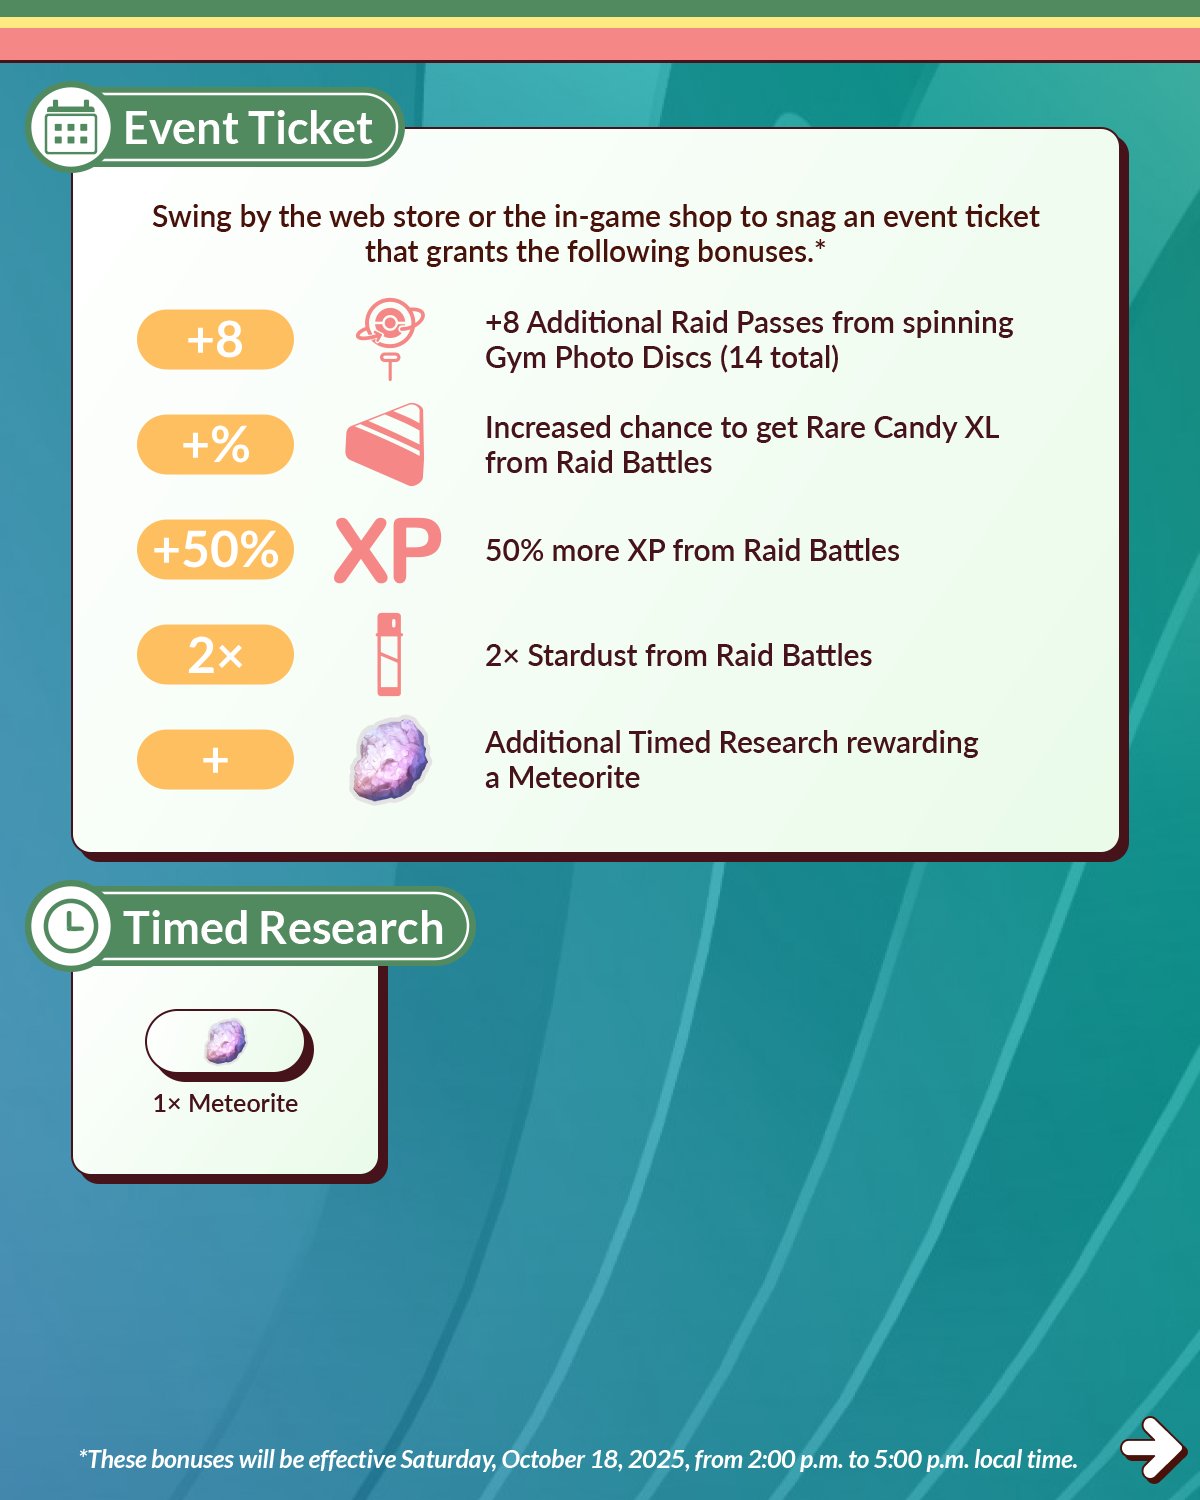 Event Ticket
Swing by the web store or the in-game shop to snag an event ticket
that grants the following bonuses.*
+8
+8 Additional Raid Passes from spinning
Gym Photo Discs (14 total)
+%
Increased chance to get Rare Candy XL
from Raid Battles
+50%
XP
50% more XP from Raid Battles
2×
2× Stardust from Raid Battles
+
Additional Timed Research rewarding
a Meteorite
Timed Research
1× Meteorite
*These bonuses will be effective Saturday, October 18, 2025, from 2:00 p.m. to 5:00 p.m. local time.